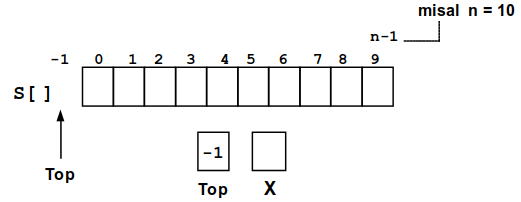 misal n = 10
n-1
-1 0 1 2 3 4 5 6 7 8 9
S[ ]
-1
Top
Top X